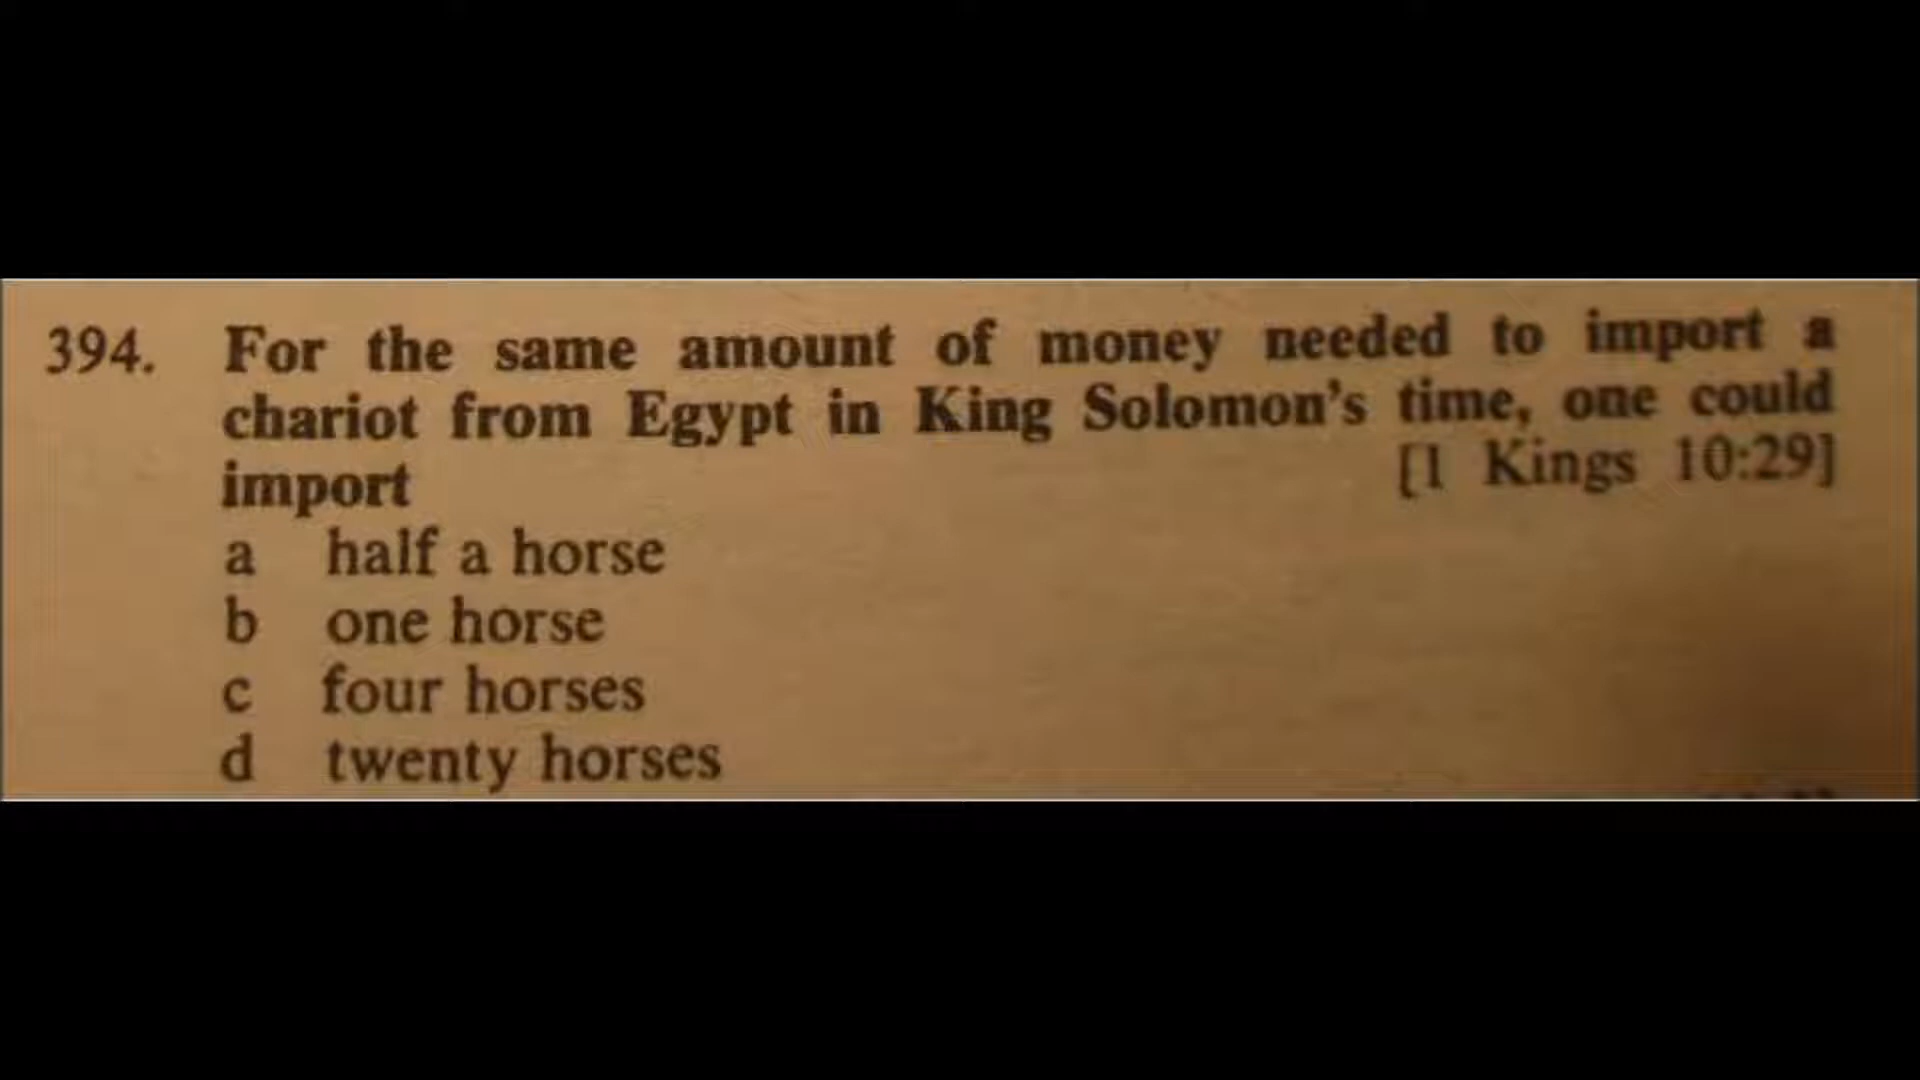 394. For the same amount of money needed to import a
chariot from Egypt in King Solomon's time, one could
import [1 Kings 10:29]
a half a horse
b one horse
c four horses
d twenty horses